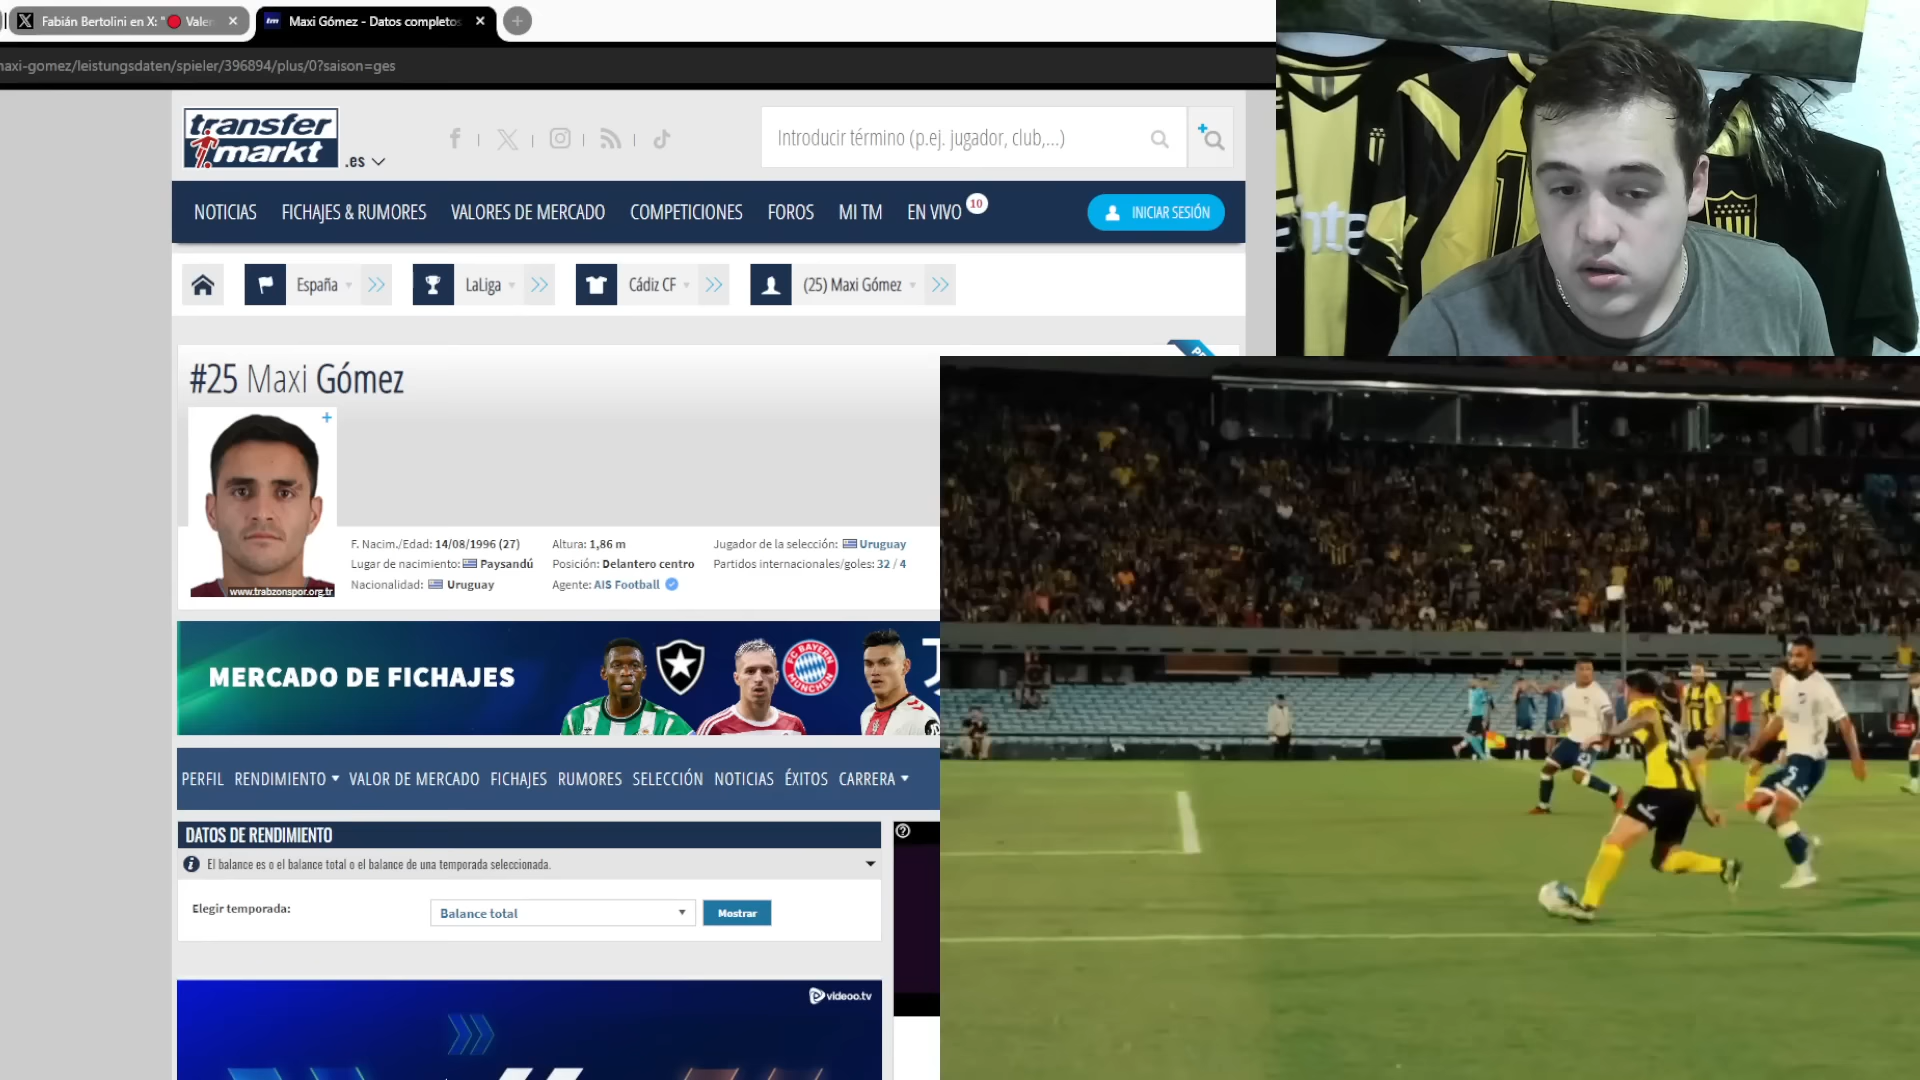 Fabián Bertolini en X: "🔴 Valen
Maxi Gómez - Datos completos
maxi-gomez/leistungsdaten/spieler/396894/plus/0?saison=ges
transfer
markt
.es
Introducir término (p.ej. jugador, club,...)
NOTICIAS FICHAJES & RUMORES VALORES DE MERCADO COMPETICIONES FOROS MI TM EN VIVO 10 INICIAR SESIÓN
España LaLiga Cádiz CF (25) Maxi Gómez
#25 Maxi Gómez
www.trabzonspor.org.tr
F. Nacim./Edad: 14/08/1996 (27) Altura: 1,86 m Jugador de la selección: Uruguay
Lugar de nacimiento: Paysandú Posición: Delantero centro Partidos internacionales/goles: 32 / 4
Nacionalidad: Uruguay Agente: AIS Football
MERCADO DE FICHAJES
FC BAYERN
MÜNCHEN
PERFIL RENDIMIENTO VALOR DE MERCADO FICHAJES RUMORES SELECCIÓN NOTICIAS ÉXITOS CARRERA
DATOS DE RENDIMIENTO
El balance es o el balance total o el balance de una temporada seleccionada.
Elegir temporada: Balance total Mostrar
videoo.tv